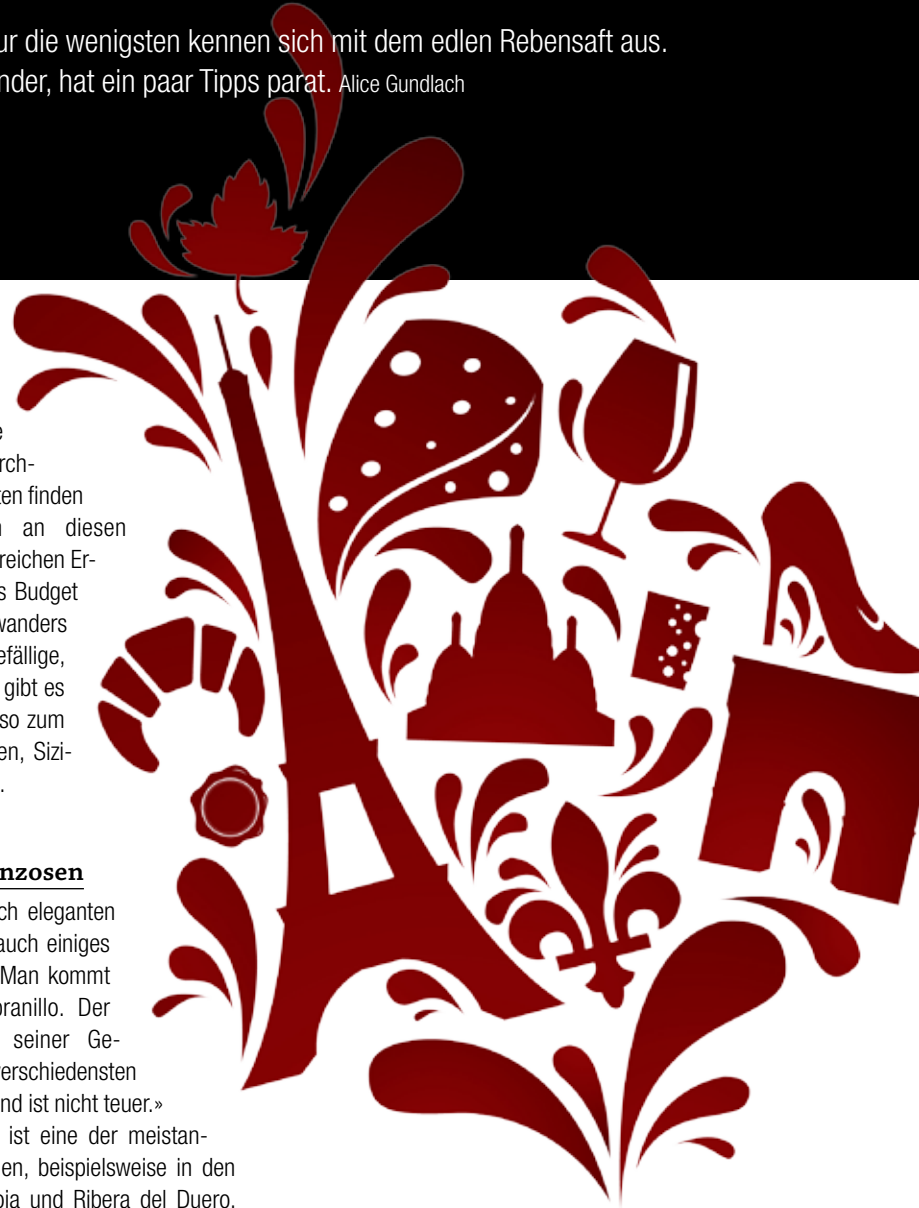 ur die wenigsten kennen sich mit dem edlen Rebensaft aus.
nder, hat ein paar Tipps parat. Alice Gundlach
e
rch-
ten finden
an diesen
reichen Er-
s Budget
wanders
efällige,
gibt es
so zum
en, Sizi-
.
nzosen
ch eleganten
auch einiges
Man kommt
pranillo. Der
seiner Ge-
verschiedensten
nd ist nicht teuer.»
ist eine der meistan-
en, beispielsweise in den
oia und Ribera del Duero.